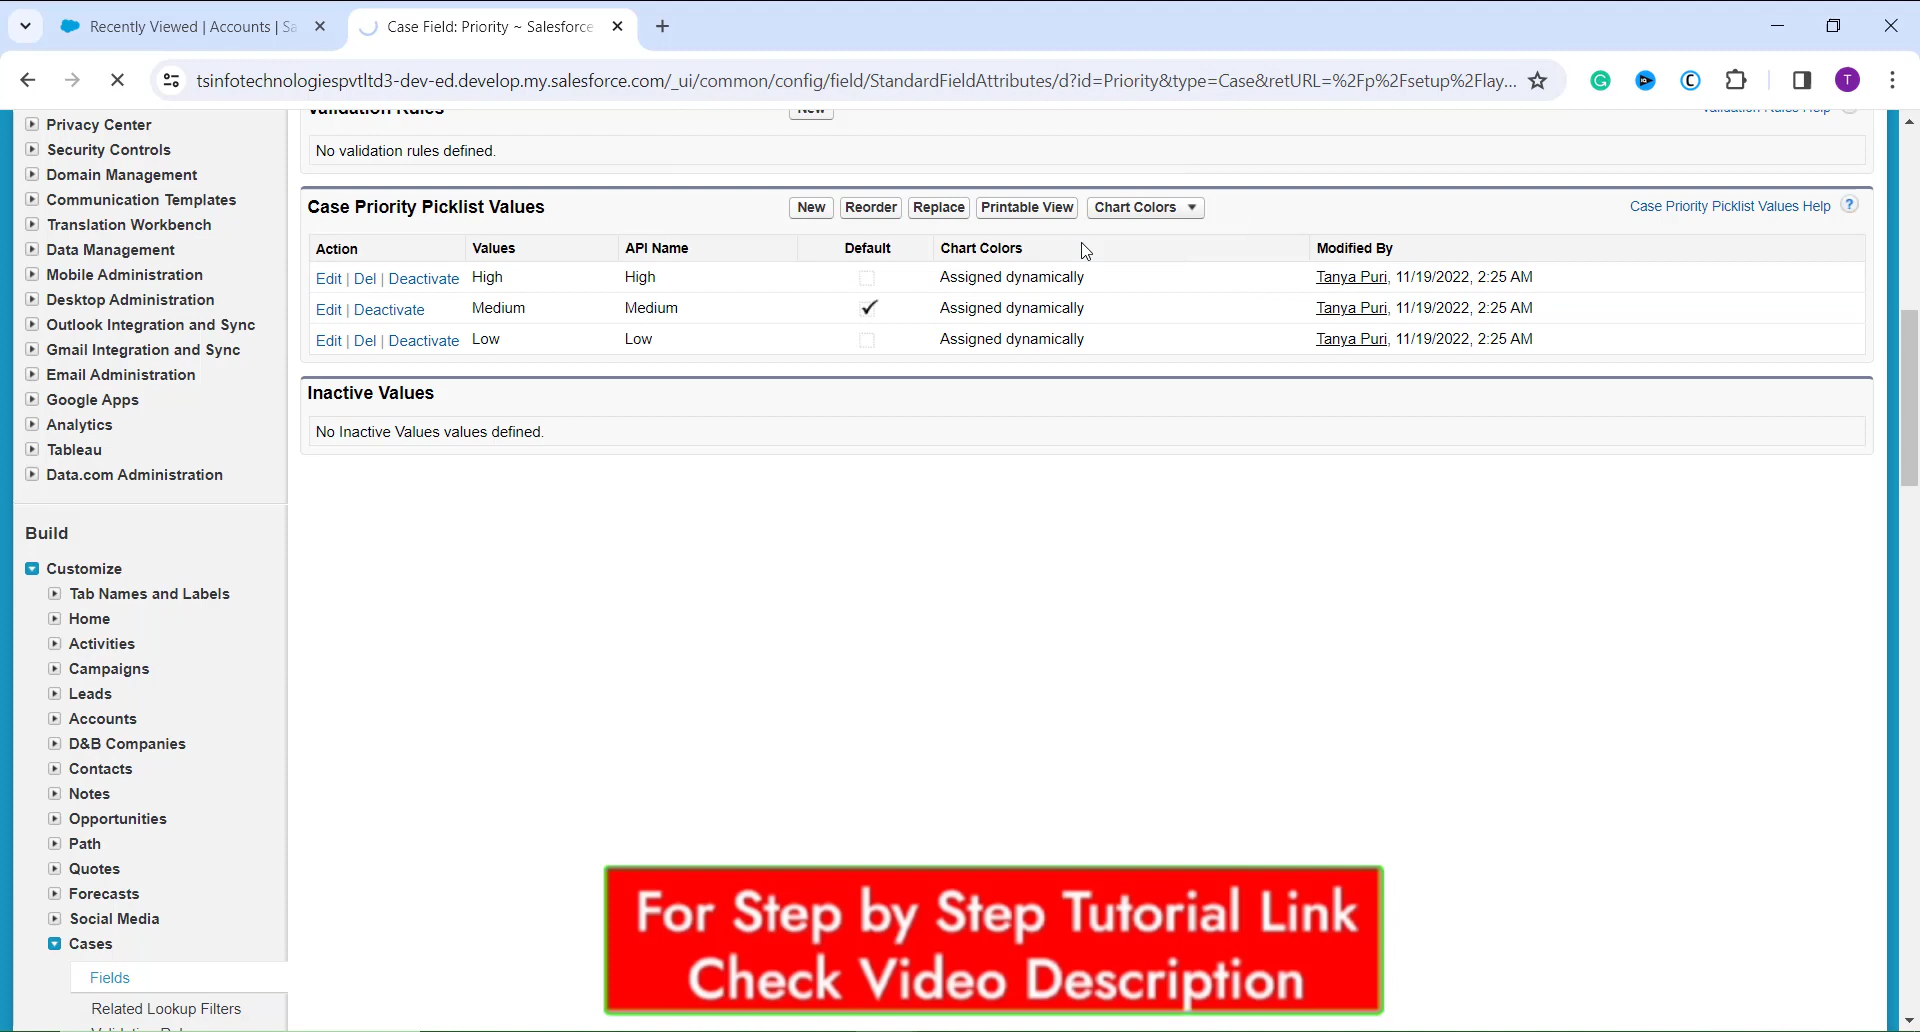 Recently Viewed | Accounts | Sa
Case Field: Priority ~ Salesforce
tsinfotechnologiespvtltd3-dev-ed.develop.my.salesforce.com/_ui/common/config/field/StandardFieldAttributes/d?id=Priority&type=Case&retURL=%2Fp%2Fsetup%2Flay...
T
Validation Rules
New
Validation Rules Help
No validation rules defined.
Case Priority Picklist Values
New
Reorder
Replace
Printable View
Chart Colors
Case Priority Picklist Values Help ?
Action Values API Name Default Chart Colors Modified By
Edit | Del | Deactivate High High Assigned dynamically Tanya Puri, 11/19/2022, 2:25 AM
Edit | Deactivate Medium Medium Assigned dynamically Tanya Puri, 11/19/2022, 2:25 AM
Edit | Del | Deactivate Low Low Assigned dynamically Tanya Puri, 11/19/2022, 2:25 AM
Inactive Values
No Inactive Values values defined.
Privacy Center
Security Controls
Domain Management
Communication Templates
Translation Workbench
Data Management
Mobile Administration
Desktop Administration
Outlook Integration and Sync
Gmail Integration and Sync
Email Administration
Google Apps
Analytics
Tableau
Data.com Administration
Build
Customize
Tab Names and Labels
Home
Activities
Campaigns
Leads
Accounts
D&B Companies
Contacts
Notes
Opportunities
Path
Quotes
Forecasts
Social Media
Cases
Fields
Related Lookup Filters
For Step by Step Tutorial Link
Check Video Description